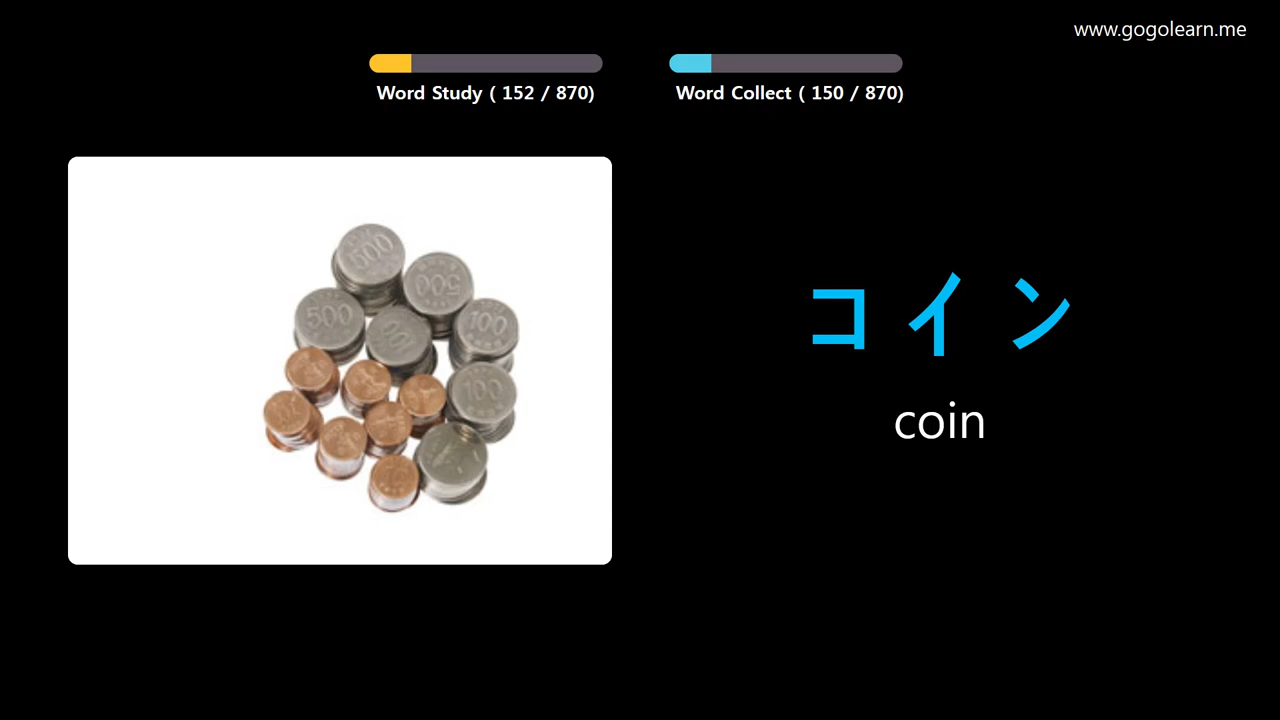 www.gogolearn.me
Word Study ( 152 / 870)
Word Collect ( 150 / 870)
500
500
500
100
100
コイン
coin